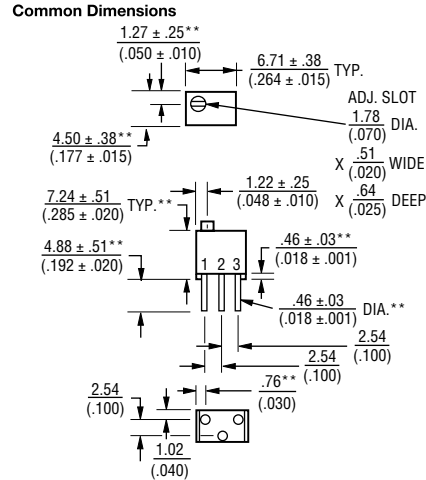 Common Dimensions
1.27 ± .25**
(.050 ± .010)
6.71 ± .38
(.264 ± .015)
TYP.
ADJ. SLOT
1.78
(.070)
DIA.
4.50 ± .38**
(.177 ± .015)
X .51
(.020)
WIDE
7.24 ± .51
(.285 ± .020)
TYP.**
1.22 ± .25
(.048 ± .010)
X .64
(.025)
DEEP
4.88 ± .51**
(.192 ± .020)
.46 ± .03**
(.018 ± .001)
1 2 3
.46 ±.03
(.018 ±.001)
DIA.**
2.54
(.100)
2.54
(.100)
2.54
(.100)
.76**
(.030)
1.02
(.040)